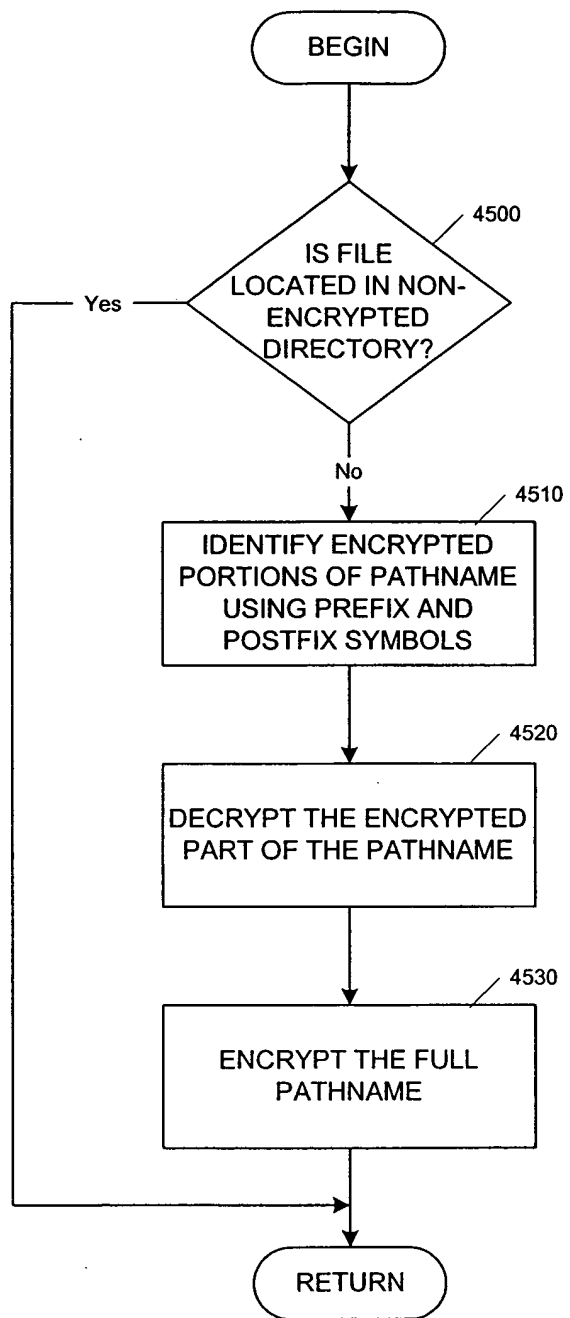 BEGIN
4500
IS FILE
LOCATED IN NON-
ENCRYPTED
DIRECTORY?
Yes
No
4510
IDENTIFY ENCRYPTED
PORTIONS OF PATHNAME
USING PREFIX AND
POSTFIX SYMBOLS
4520
DECRYPT THE ENCRYPTED
PART OF THE PATHNAME
4530
ENCRYPT THE FULL
PATHNAME
RETURN